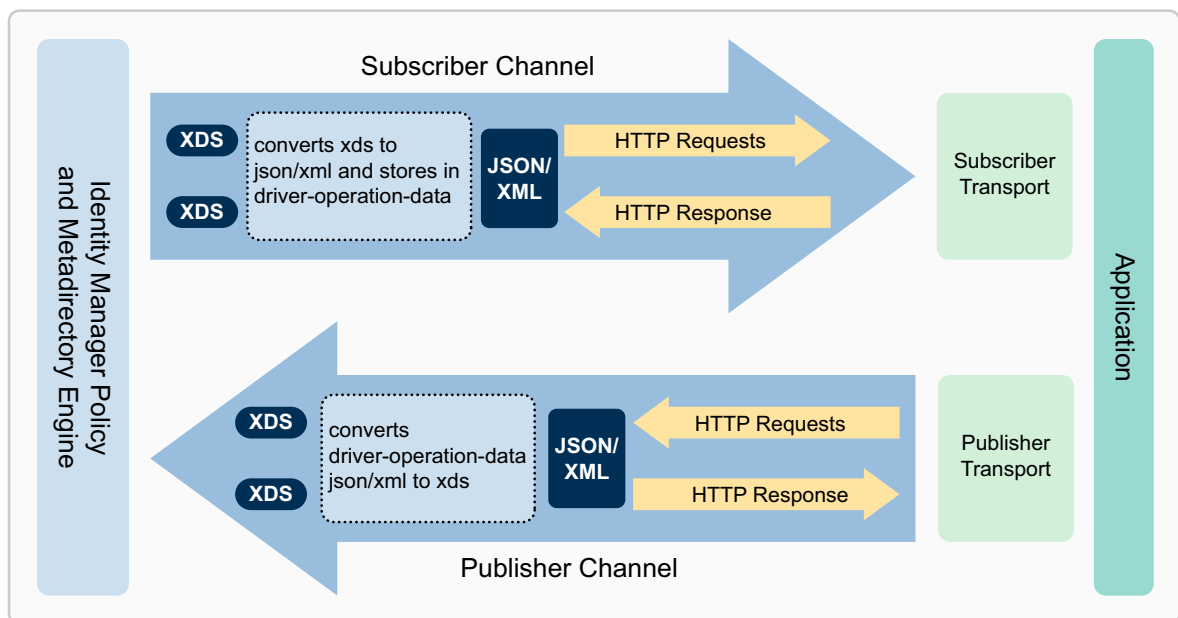 Identity Manager Policy
and Metadirectory Engine
Subscriber Channel
XDS
XDS
converts xds to
json/xml and stores in
driver-operation-data
JSON/
XML
HTTP Requests
HTTP Response
Subscriber
Transport
Application
XDS
XDS
converts
driver-operation-data
json/xml to xds
JSON/
XML
HTTP Requests
HTTP Response
Publisher
Transport
Publisher Channel